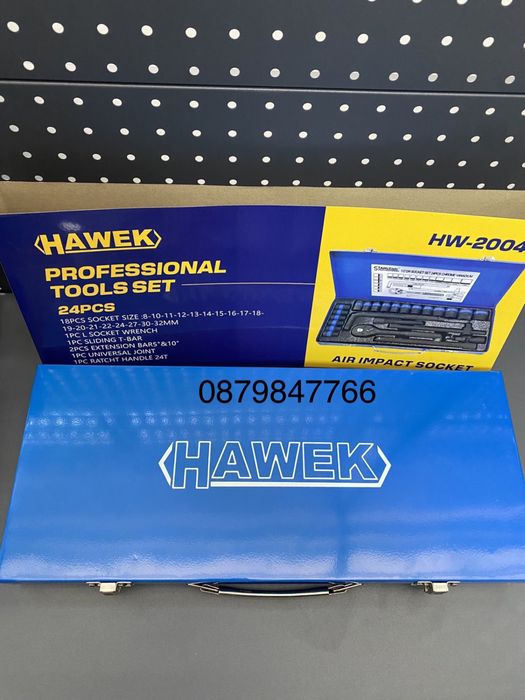 HAWEK
PROFESSIONAL
TOOLS SET
24PCS
18PCS SOCKET SIZE :8-10-11-12-13-14-15-16-17-18-
19-20-21-22-24-27-30-32MM
1PC L SOCKET WRENCH
1PC SLIDING T-BAR
2PCS EXTENSION BAR5"&10"
1PC UNIVERSAL JOINT
1PC RATCHT HANDLE 24T
HW-2004
AIR IMPACT SOCKET
0879847766
HAWEK